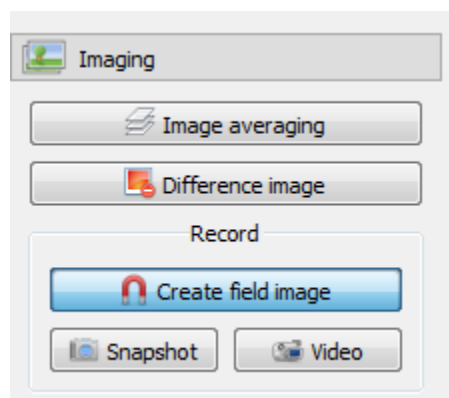 Imaging
Image averaging
Difference image
Record
Create field image
Snapshot Video